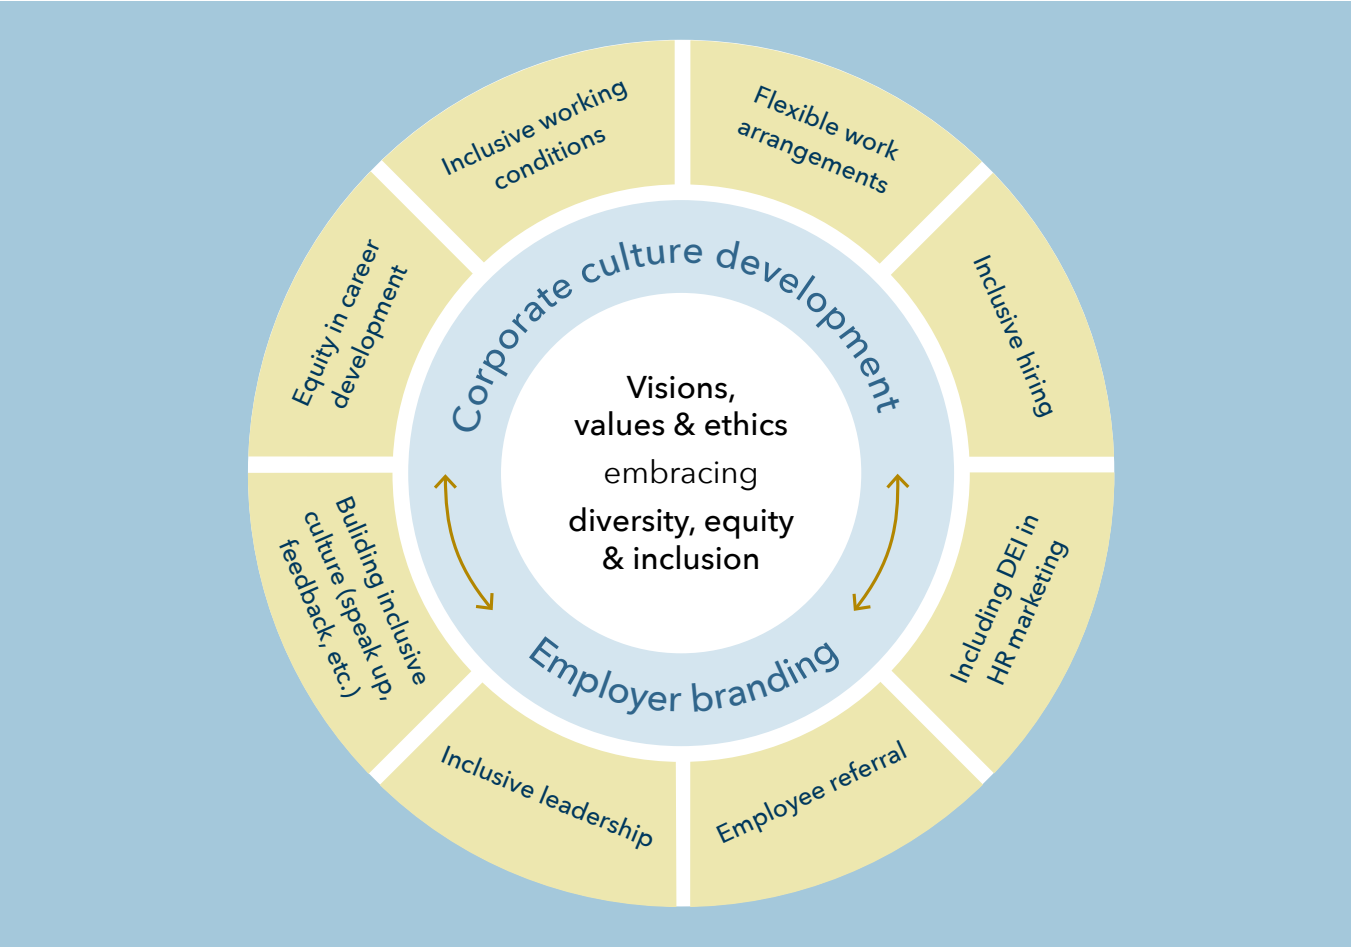 Inclusive working
conditions
Flexible work
arrangements
Inclusive hiring
Including DEI in
HR marketing
Employee referral
Inclusive leadership
Buliding inclusive
culture (speak up,
feedback, etc.)
Equity in career
development
Corporate culture development
Visions,
values & ethics
embracing
diversity, equity
& inclusion
Employer branding